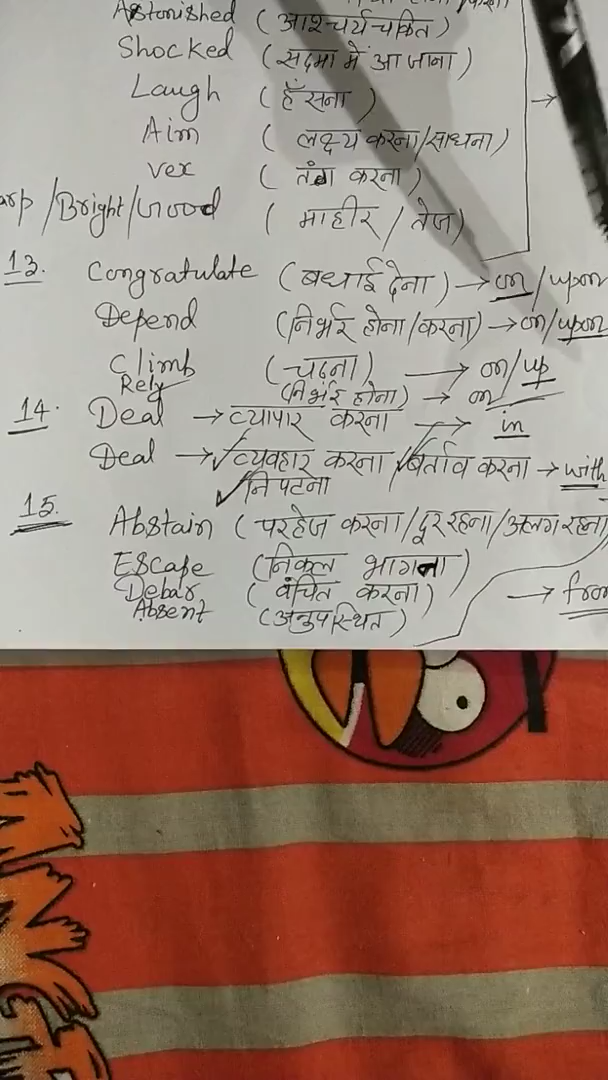 Astonished (आश्चर्यचकित)
Shocked (सदमा में आ जाना)
Laugh (हँसना)
Aim (लक्ष्य करना/साधना)
Vex (तंग करना)
arp/Bright/Good (माहीर / तेज)
13. Congratulate (बधाई देना) → on/upon
Depend (निर्भर होना/करना) → on/upon
Climb (चढ़ना) → on/up
Rely (निर्भर होना) → on
14. Deal → व्यापार करना → in
Deal → व्यवहार करना / बर्ताव करना → with
निपटना
15. Abstain (परहेज करना/दूर रहना/अलग रहना)
Escape (निकल भागना)
Debar (वंचित करना) → from
Absent (अनुपस्थित)